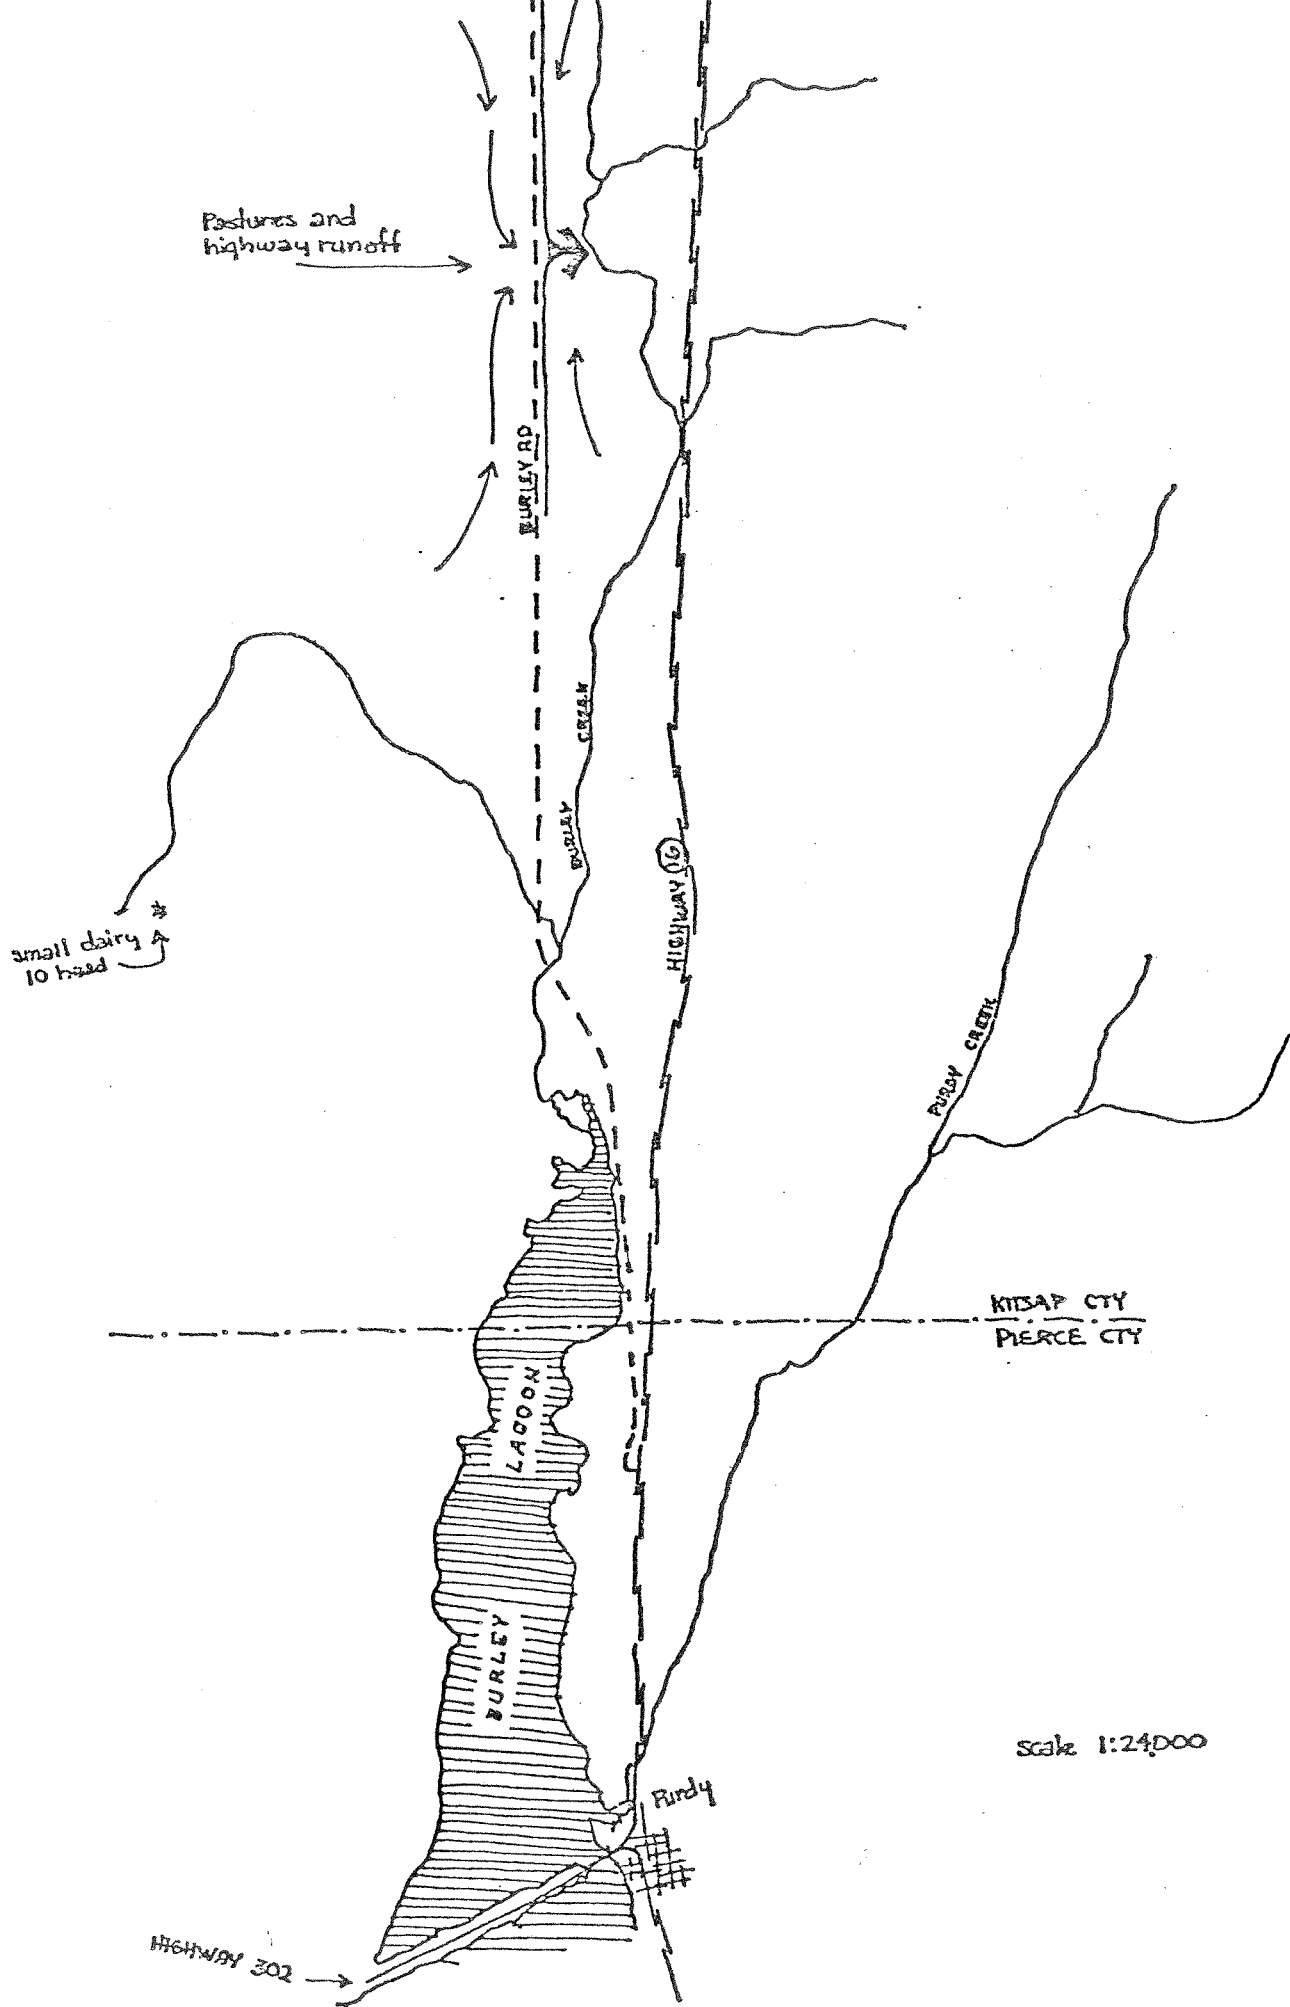 Pastures and
highway runoff
BURLEY RD
CREEK
BURLEY
HIGHWAY 16
small dairy
10 head
PURDY CREEK
KITSAP CTY
PIERCE CTY
LAGOON
BURLEY
scale 1:24,000
Purdy
HIGHWAY 302